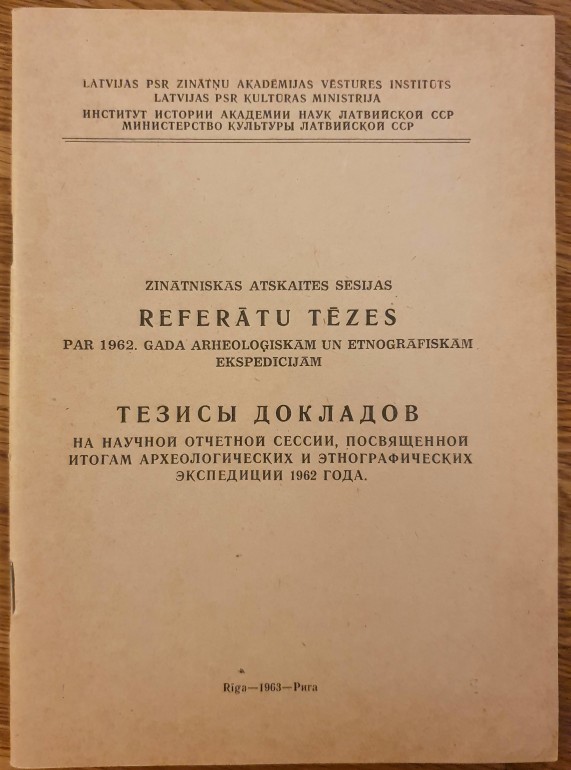 LATVIJAS PSR ZINĀTŅU AKADĒMIJAS VĒSTURES INSTITŪTS
LATVIJAS PSR KULTŪRAS MINISTRIJA
ИНСТИТУТ ИСТОРИИ АКАДЕМИИ НАУК ЛАТВИЙСКОЙ ССР
МИНИСТЕРСТВО КУЛЬТУРЫ ЛАТВИЙСКОЙ ССР
ZINĀTNISKĀS ATSKAITES SESIJAS
REFERĀTU TĒZES
PAR 1962. GADA ARHEOLOĢISKĀM UN ETNOGRĀFISKĀM
EKSPEDĪCIJĀM
ТЕЗИСЫ ДОКЛАДОВ
НА НАУЧНОЙ ОТЧЕТНОЙ СЕССИИ, ПОСВЯЩЕННОЙ
ИТОГАМ АРХЕОЛОГИЧЕСКИХ И ЭТНОГРАФИЧЕСКИХ
ЭКСПЕДИЦИЙ 1962 ГОДА.
Rīga—1963—Рига